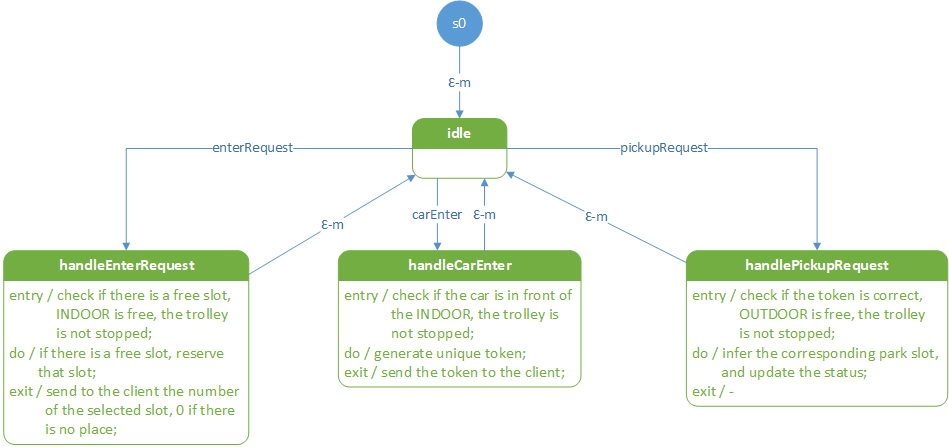 s0
Ɛ-m
idle
enterRequest
pickupRequest
carEnter
Ɛ-m
Ɛ-m
Ɛ-m
handleEnterRequest
entry / check if there is a free slot,
INDOOR is free, the trolley
is not stopped;
do / if there is a free slot, reserve
that slot;
exit / send to the client the number
of the selected slot, 0 if there
is no place;
handleCarEnter
entry / check if the car is in front of
the INDOOR, the trolley is
not stopped;
do / generate unique token;
exit / send the token to the client;
handlePickupRequest
entry / check if the token is correct,
OUTDOOR is free, the trolley
is not stopped;
do / infer the corresponding park slot,
and update the status;
exit / -